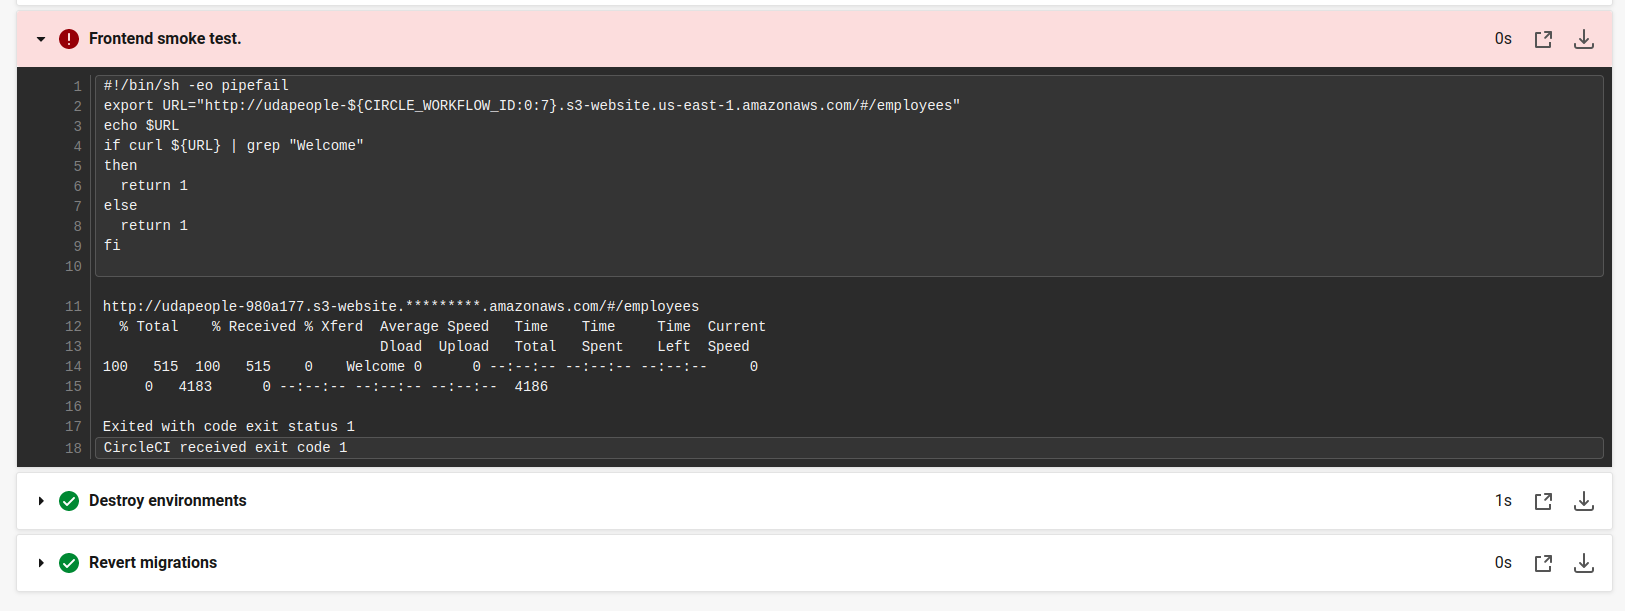 Frontend smoke test.
0s
1 #!/bin/sh -eo pipefail
2 export URL="http://udapeople-${CIRCLE_WORKFLOW_ID:0:7}.s3-website.us-east-1.amazonaws.com/#/employees"
3 echo $URL
4 if curl ${URL} | grep "Welcome"
5 then
6   return 1
7 else
8   return 1
9 fi
10
11 http://udapeople-980a177.s3-website.*********.amazonaws.com/#/employees
12   % Total    % Received % Xferd  Average Speed   Time    Time     Time  Current
13                                  Dload  Upload   Total   Spent    Left  Speed
14 100   515  100   515    0    Welcome 0      0 --:--:-- --:--:-- --:--:--     0
15      0   4183      0 --:--:-- --:--:-- --:--:--  4186
16
17 Exited with code exit status 1
18 CircleCI received exit code 1
Destroy environments
1s
Revert migrations
0s